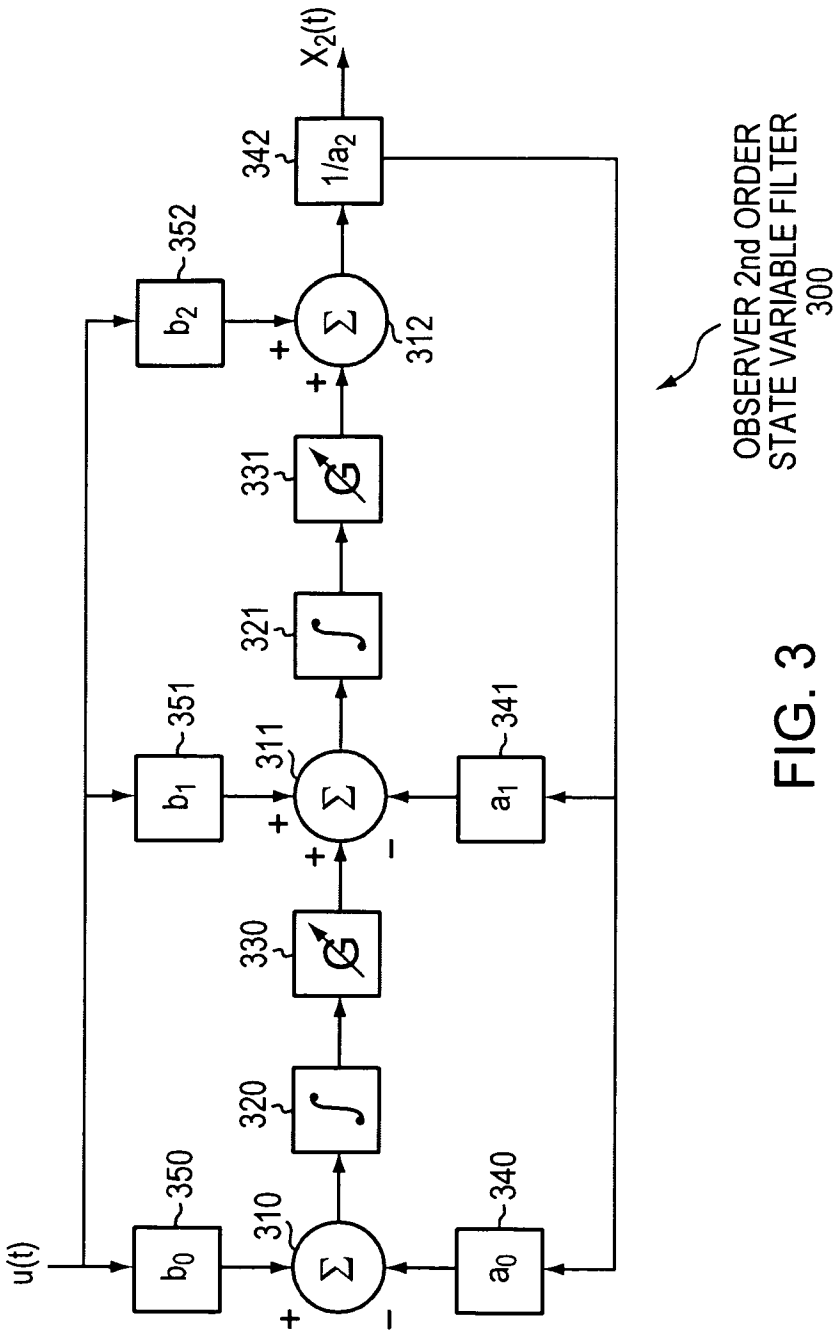 u(t)
350
b₀
351
b₁
352
b₂
310
Σ
+
−
320
∫
330
G
311
Σ
+
+
−
321
∫
331
G
312
Σ
+
+
342
1/a₂
X₂(t)
340
a₀
341
a₁
OBSERVER 2nd ORDER
STATE VARIABLE FILTER
300
FIG. 3